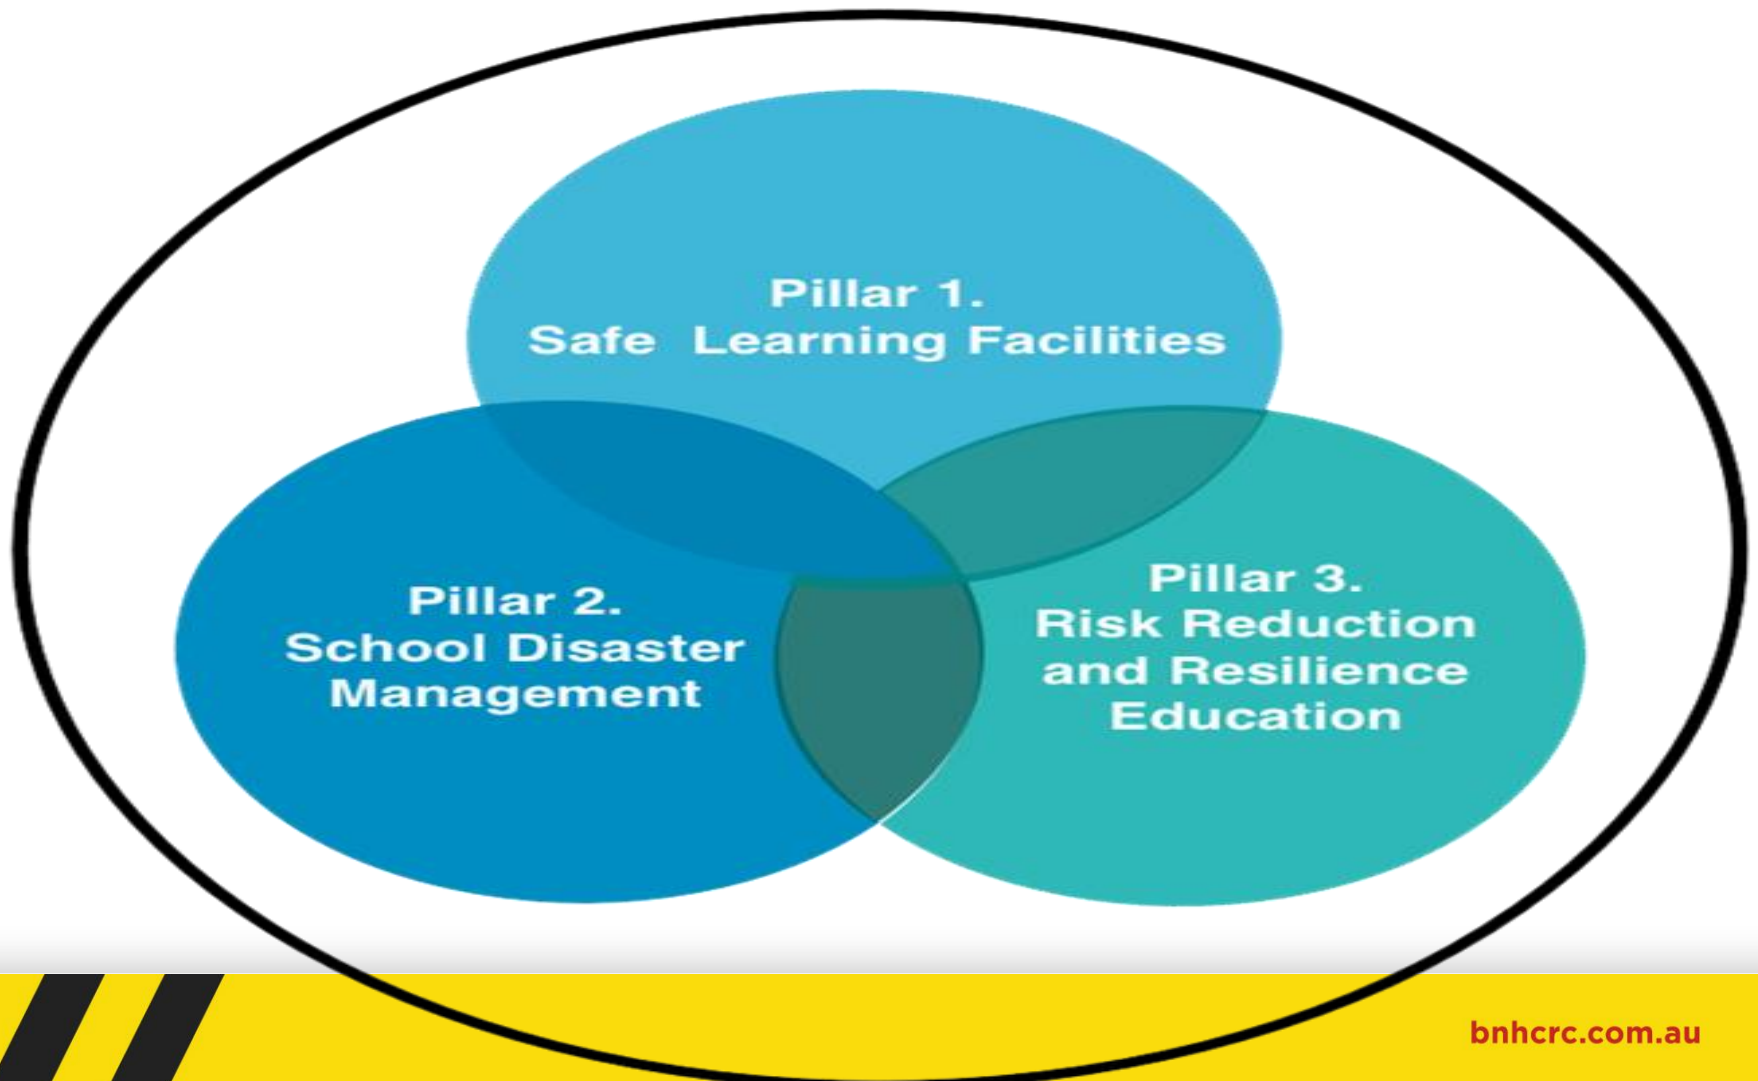 Pillar 1.
Safe Learning Facilities
Pillar 2.
School Disaster
Management
Pillar 3.
Risk Reduction
and Resilience
Education
bnhcrc.com.au